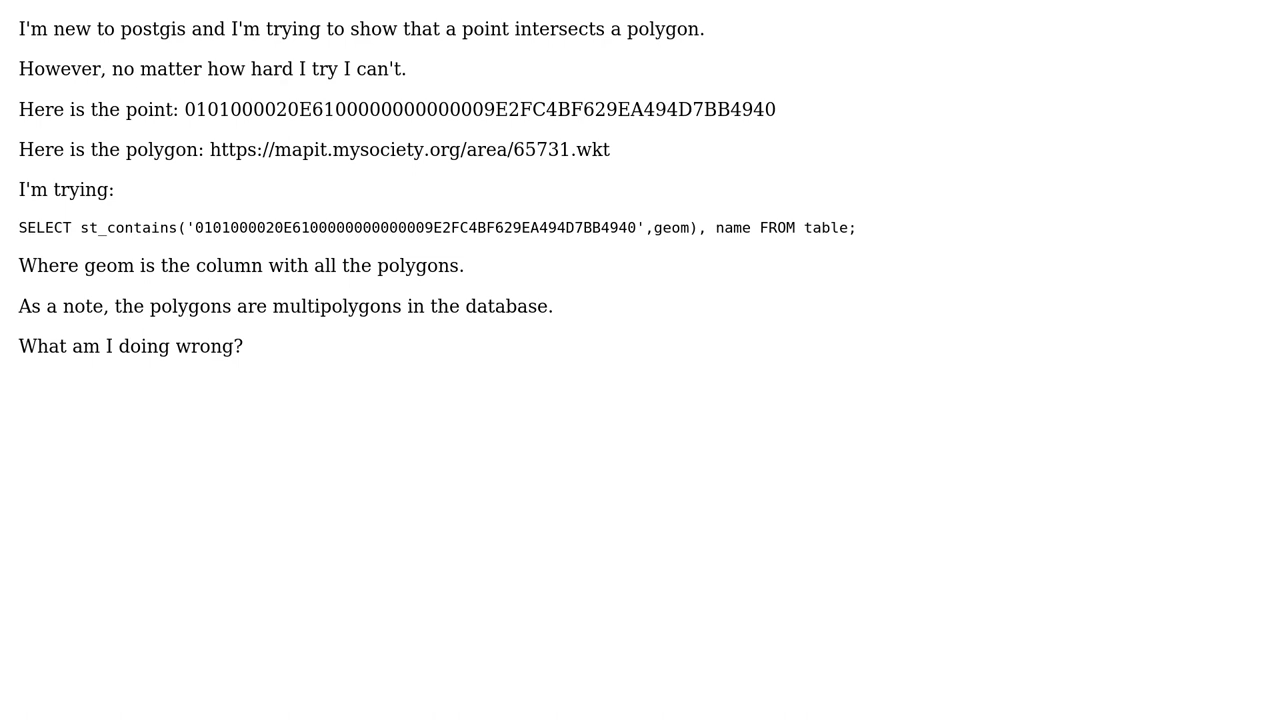 I'm new to postgis and I'm trying to show that a point intersects a polygon.
However, no matter how hard I try I can't.
Here is the point: 0101000020E6100000000000009E2FC4BF629EA494D7BB4940
Here is the polygon: https://mapit.mysociety.org/area/65731.wkt
I'm trying:
SELECT st_contains('0101000020E6100000000000009E2FC4BF629EA494D7BB4940',geom), name FROM table;
Where geom is the column with all the polygons.
As a note, the polygons are multipolygons in the database.
What am I doing wrong?